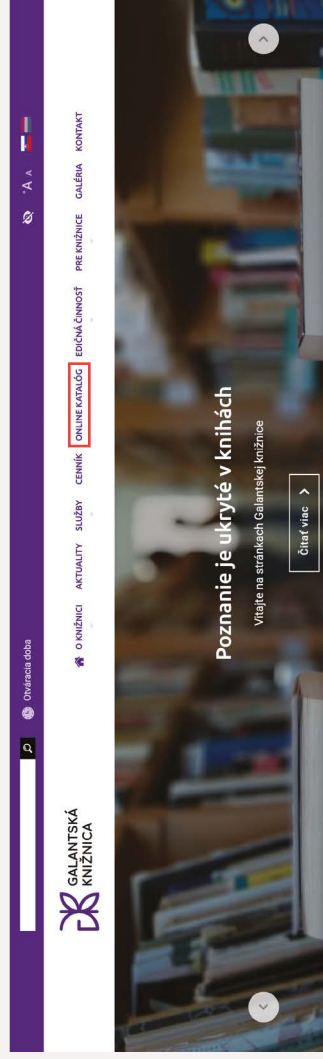 Otváracia doba
+A A
GALANTSKÁ
KNIŽNICA
O KNIŽNICI AKTUALITY SLUŽBY CENNÍK ONLINE KATALÓG EDIČNÁ ČINNOSŤ PRE KNIŽNICE GALÉRIA KONTAKT
Poznanie je ukryté v knihách
Vitajte na stránkach Galantskej knižnice
Čítať viac